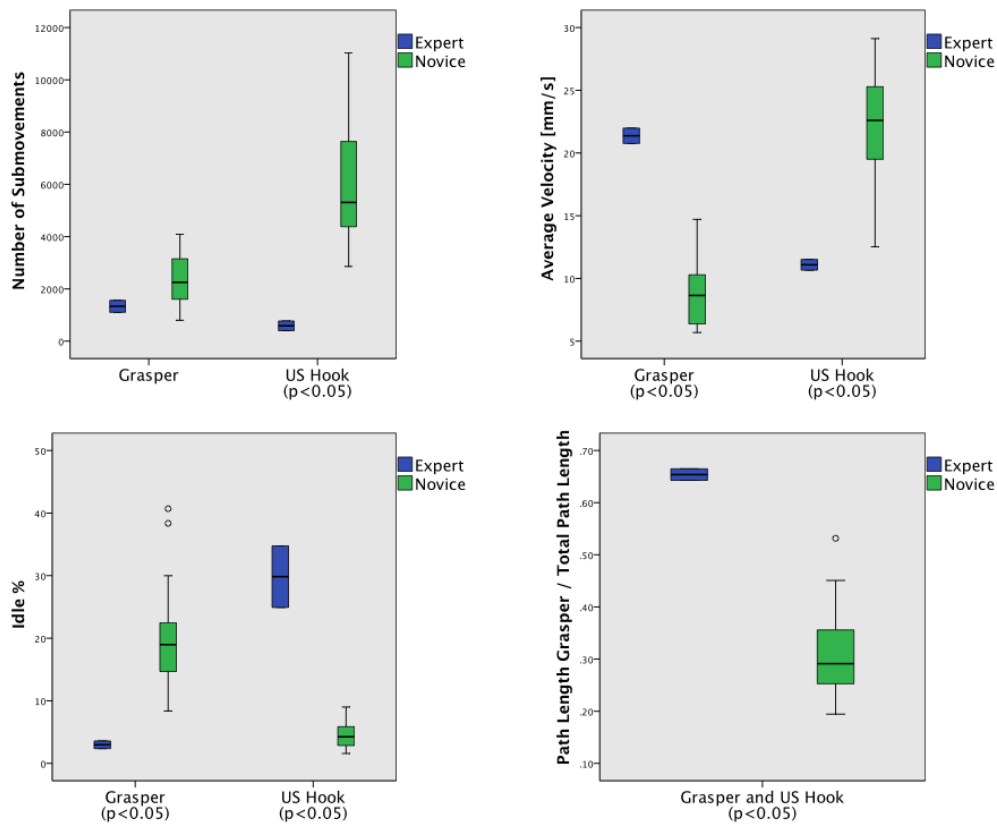 Number of Submovements
12000
10000
8000
6000
4000
2000
0
Grasper
US Hook
(p<0.05)
Expert
Novice
Average Velocity [mm/s]
30
25
20
15
10
5
Grasper
(p<0.05)
US Hook
(p<0.05)
Expert
Novice
Idle %
50
40
30
20
10
0
Grasper
(p<0.05)
US Hook
(p<0.05)
Expert
Novice
Path Length Grasper / Total Path Length
.70
.60
.50
.40
.30
.20
.10
Grasper and US Hook
(p<0.05)
Expert
Novice